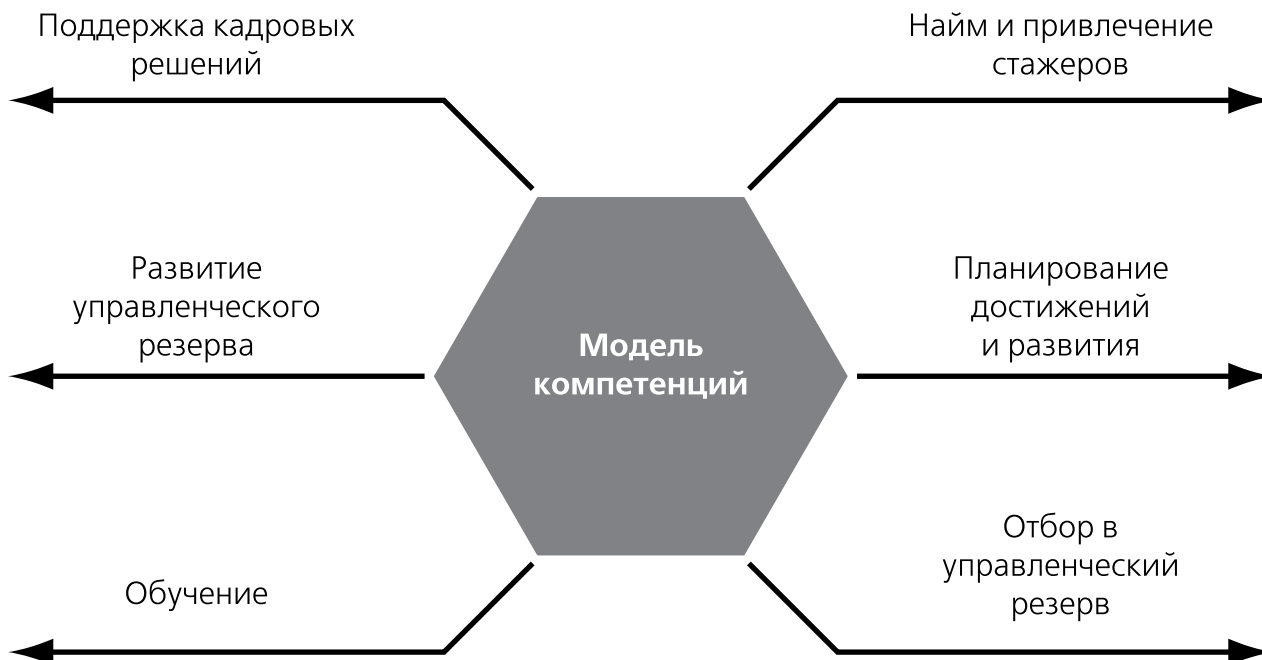 Поддержка кадровых
решений
Найм и привлечение
стажеров
Развитие
управленческого
резерва
Модель
компетенций
Планирование
достижений
и развития
Обучение
Отбор в
управленческий
резерв